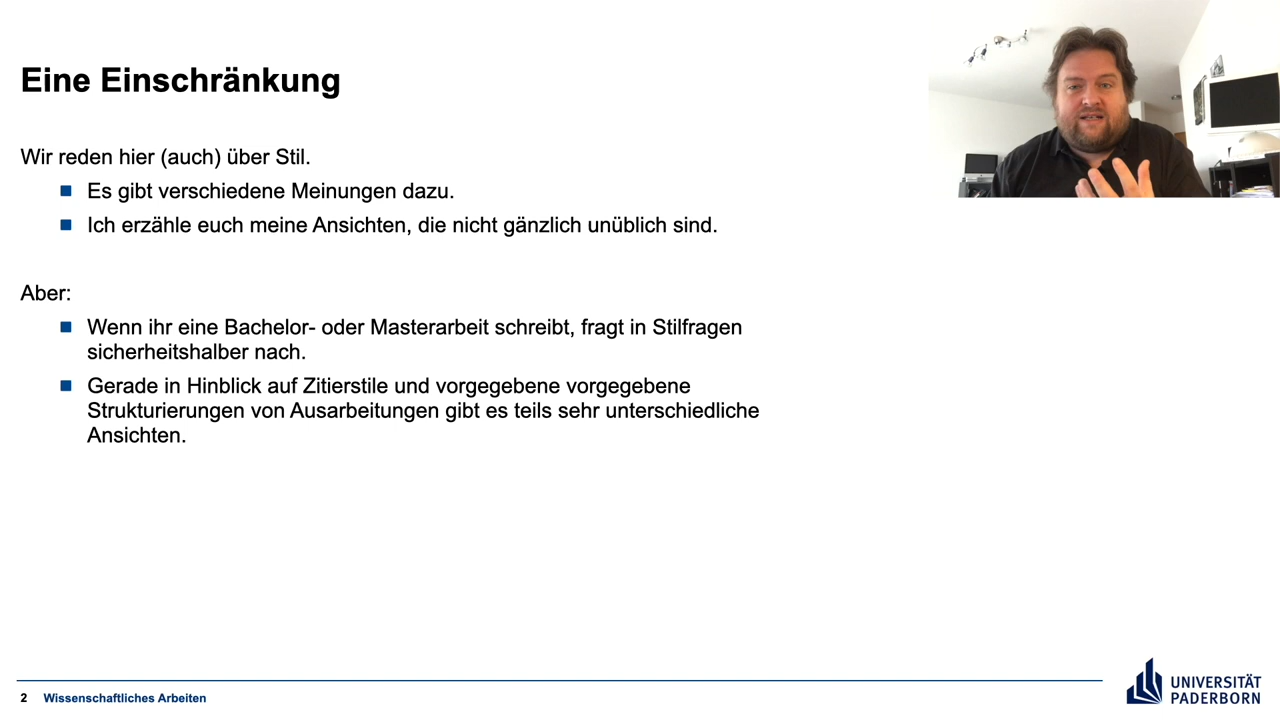 Eine Einschränkung
Wir reden hier (auch) über Stil.
Es gibt verschiedene Meinungen dazu.
Ich erzähle euch meine Ansichten, die nicht gänzlich unüblich sind.
Aber:
Wenn ihr eine Bachelor- oder Masterarbeit schreibt, fragt in Stilfragen
sicherheitshalber nach.
Gerade in Hinblick auf Zitierstile und vorgegebene vorgegebene
Strukturierungen von Ausarbeitungen gibt es teils sehr unterschiedliche
Ansichten.
2 Wissenschaftliches Arbeiten
UNIVERSITÄT
PADERBORN